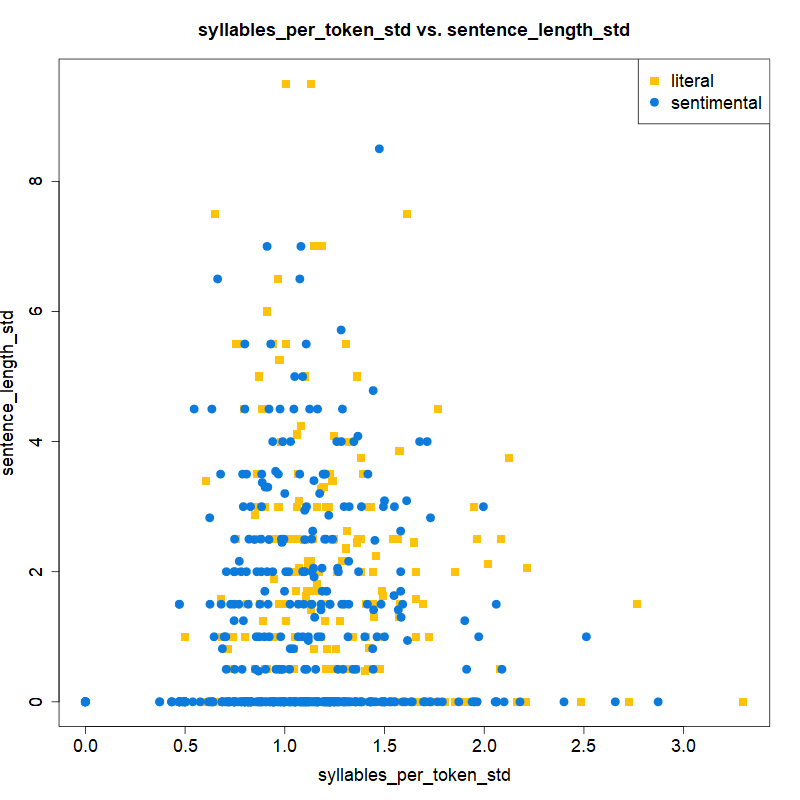 syllables_per_token_std vs. sentence_length_std
literal
sentimental
sentence_length_std
8
6
4
2
0
0.0 0.5 1.0 1.5 2.0 2.5 3.0
syllables_per_token_std